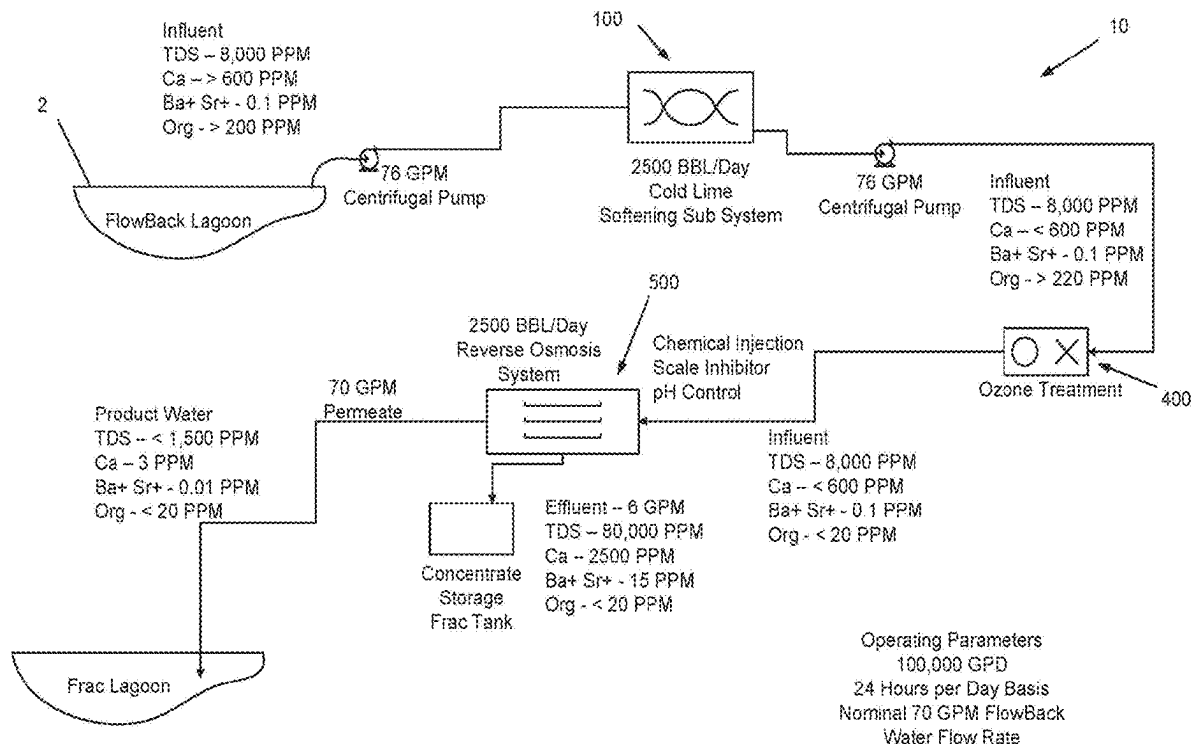 Influent
TDS -- 8,000 PPM
Ca -- > 600 PPM
Ba+ Sr+ - 0.1 PPM
Org - > 200 PPM
2
FlowBack Lagoon
76 GPM
Centrifugal Pump
100
2500 BBL/Day
Cold Lime
Softening Sub System
76 GPM
Centrifugal Pump
10
Influent
TDS -- 8,000 PPM
Ca -- < 600 PPM
Ba+ Sr+ - 0.1 PPM
Org - > 220 PPM
Ozone Treatment
400
500
2500 BBL/Day
Reverse Osmosis
System
Chemical Injection
Scale Inhibitor
pH Control
Influent
TDS -- 8,000 PPM
Ca -- < 600 PPM
Ba+ Sr+ - 0.1 PPM
Org - < 20 PPM
70 GPM
Permeate
Product Water
TDS -- < 1,500 PPM
Ca -- 3 PPM
Ba+ Sr+ - 0.01 PPM
Org - < 20 PPM
Effluent -- 6 GPM
TDS -- 80,000 PPM
Ca -- 2500 PPM
Ba+ Sr+ - 15 PPM
Org - < 20 PPM
Concentrate
Storage
Frac Tank
Frac Lagoon
Operating Parameters
100,000 GPD
24 Hours per Day Basis
Nominal 70 GPM FlowBack
Water Flow Rate